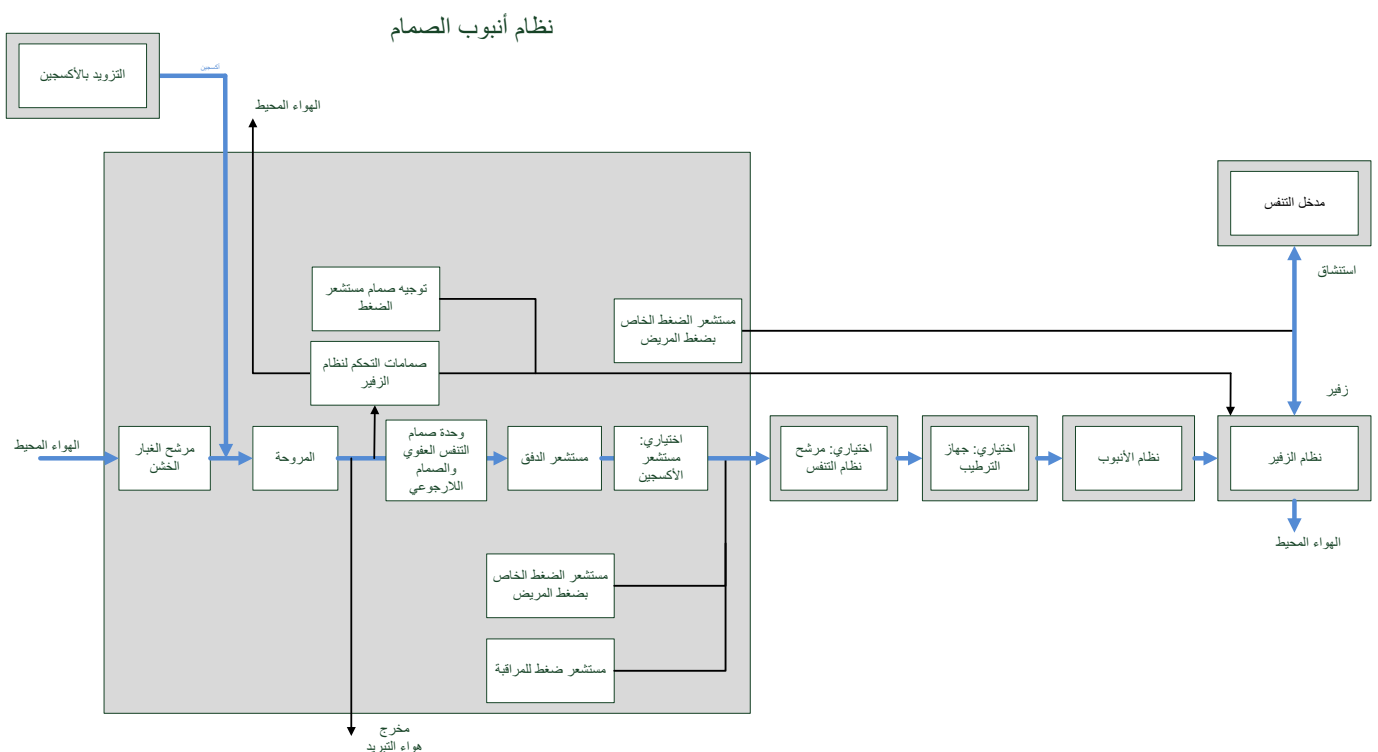 نظام أنبوب الصمام
التزويد بالأكسجين
أكسجين
الهواء المحيط
مدخل التنفس
استنشاق
توجيه صمام مستشعر
الضغط
مستشعر الضغط الخاص
بضغط المريض
صمامات التحكم لنظام
الزفير
زفير
الهواء المحيط
مرشح الغبار
الخشن
المروحة
وحدة صمام
التنفس العفوي
والصمام
اللارجوعي
مستشعر الدفق
اختياري:
مستشعر
الأكسجين
اختياري: مرشح
نظام التنفس
اختياري: جهاز
الترطيب
نظام الأنبوب
نظام الزفير
الهواء المحيط
مستشعر الضغط الخاص
بضغط المريض
مستشعر ضغط للمراقبة
مخرج
هواء التبريد